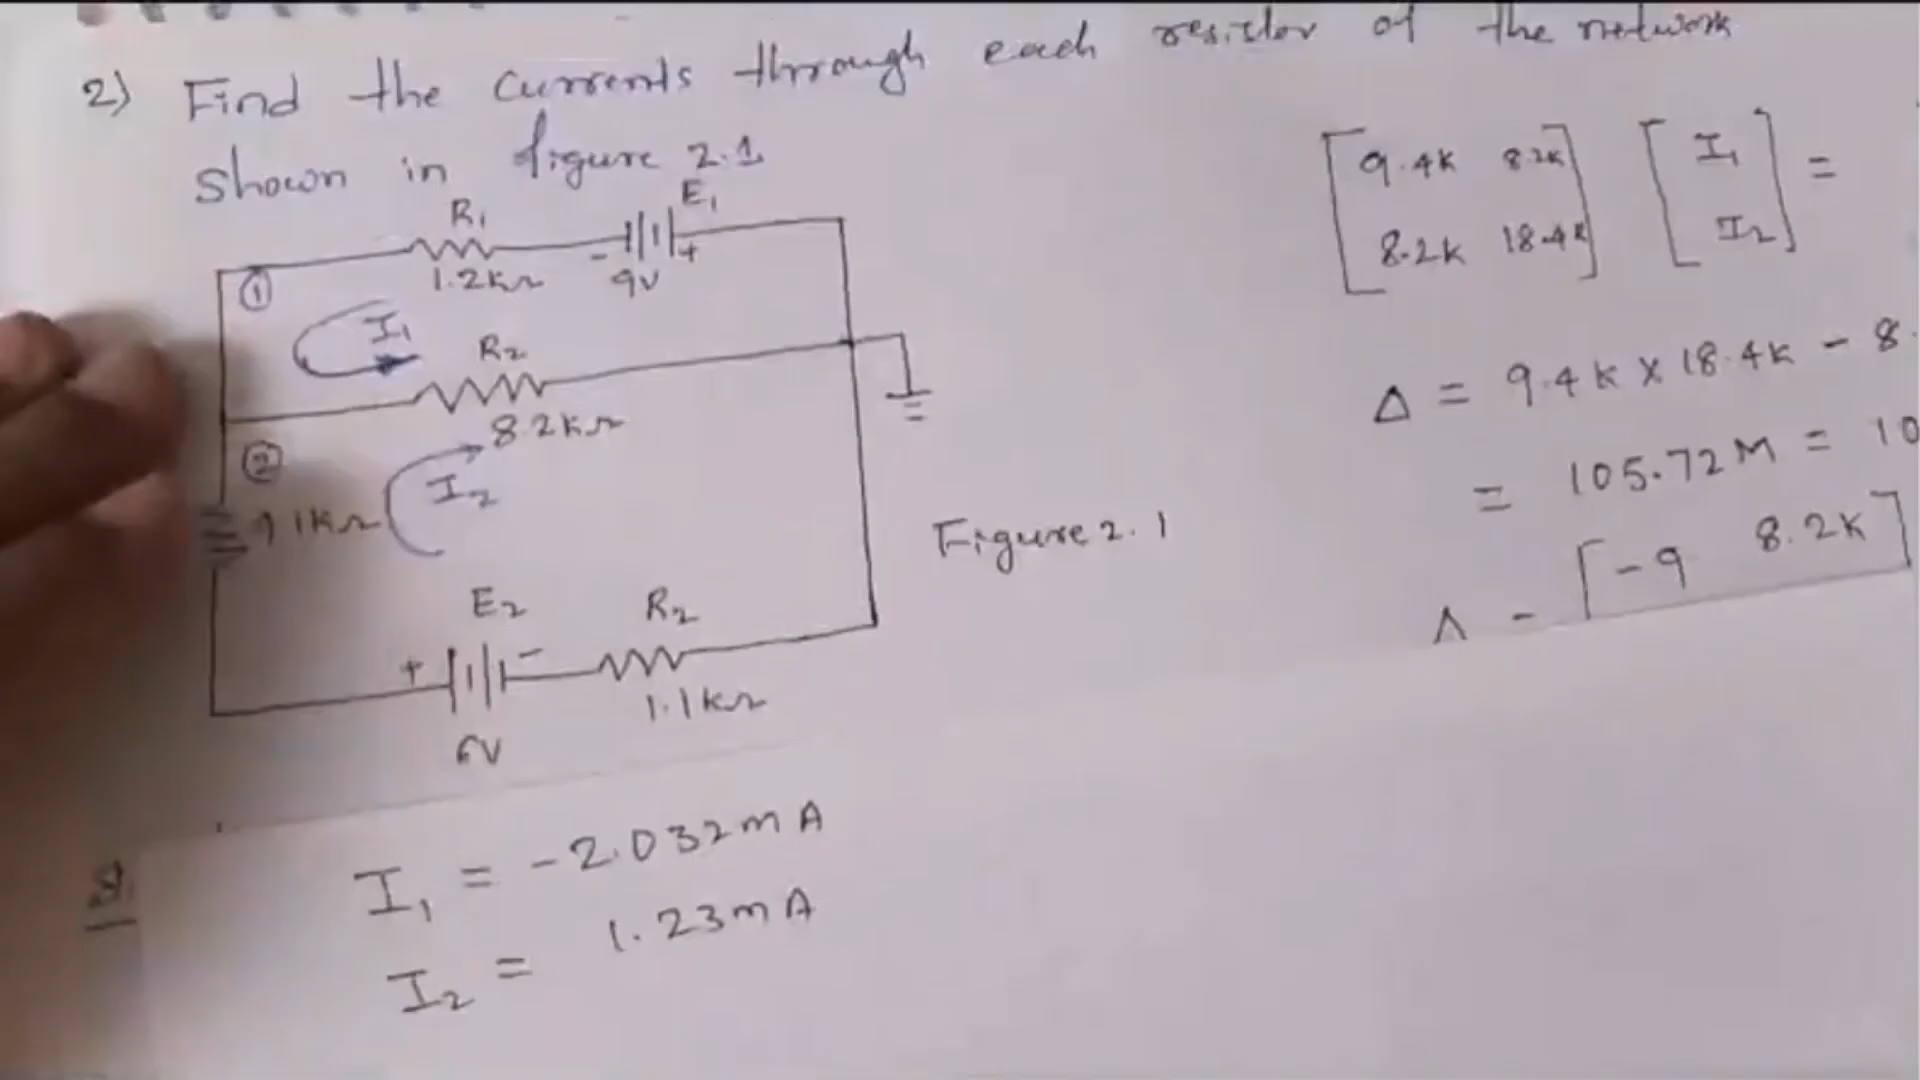 2) Find the currents through each resistor of the network
shown in figure 2.1
R1
E1
1.2kΩ
- 9V +
①
I1
R2
8.2kΩ
②
I2
9.1kΩ
E2
R2
+
-
1.1kΩ
6V
Figure 2.1
[9.4K 8.2K] [I1] =
[8.2K 18.4K] [I2]
Δ = 9.4K X 18.4K - 8.
= 105.72M = 10
Δ - [-9 8.2K]
I1 = -2.032mA
I2 = 1.23mA